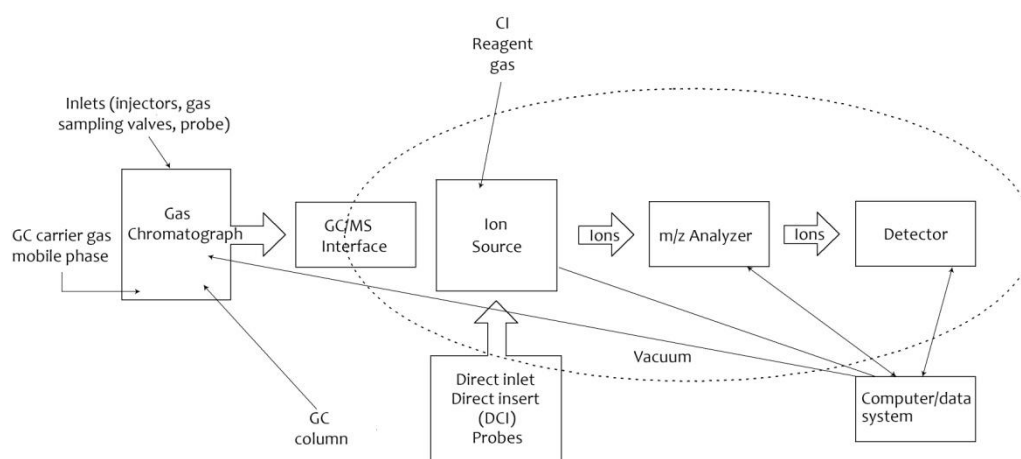 CI
Reagent
gas
Inlets (injectors, gas
sampling valves, probe)
Gas
Chromatograph
GC/MS
Interface
Ion
Source
Ions
m/z Analyzer
Ions
Detector
GC carrier gas
mobile phase
Vacuum
Direct inlet
Direct insert
(DCI)
Probes
Computer/data
system
GC
column